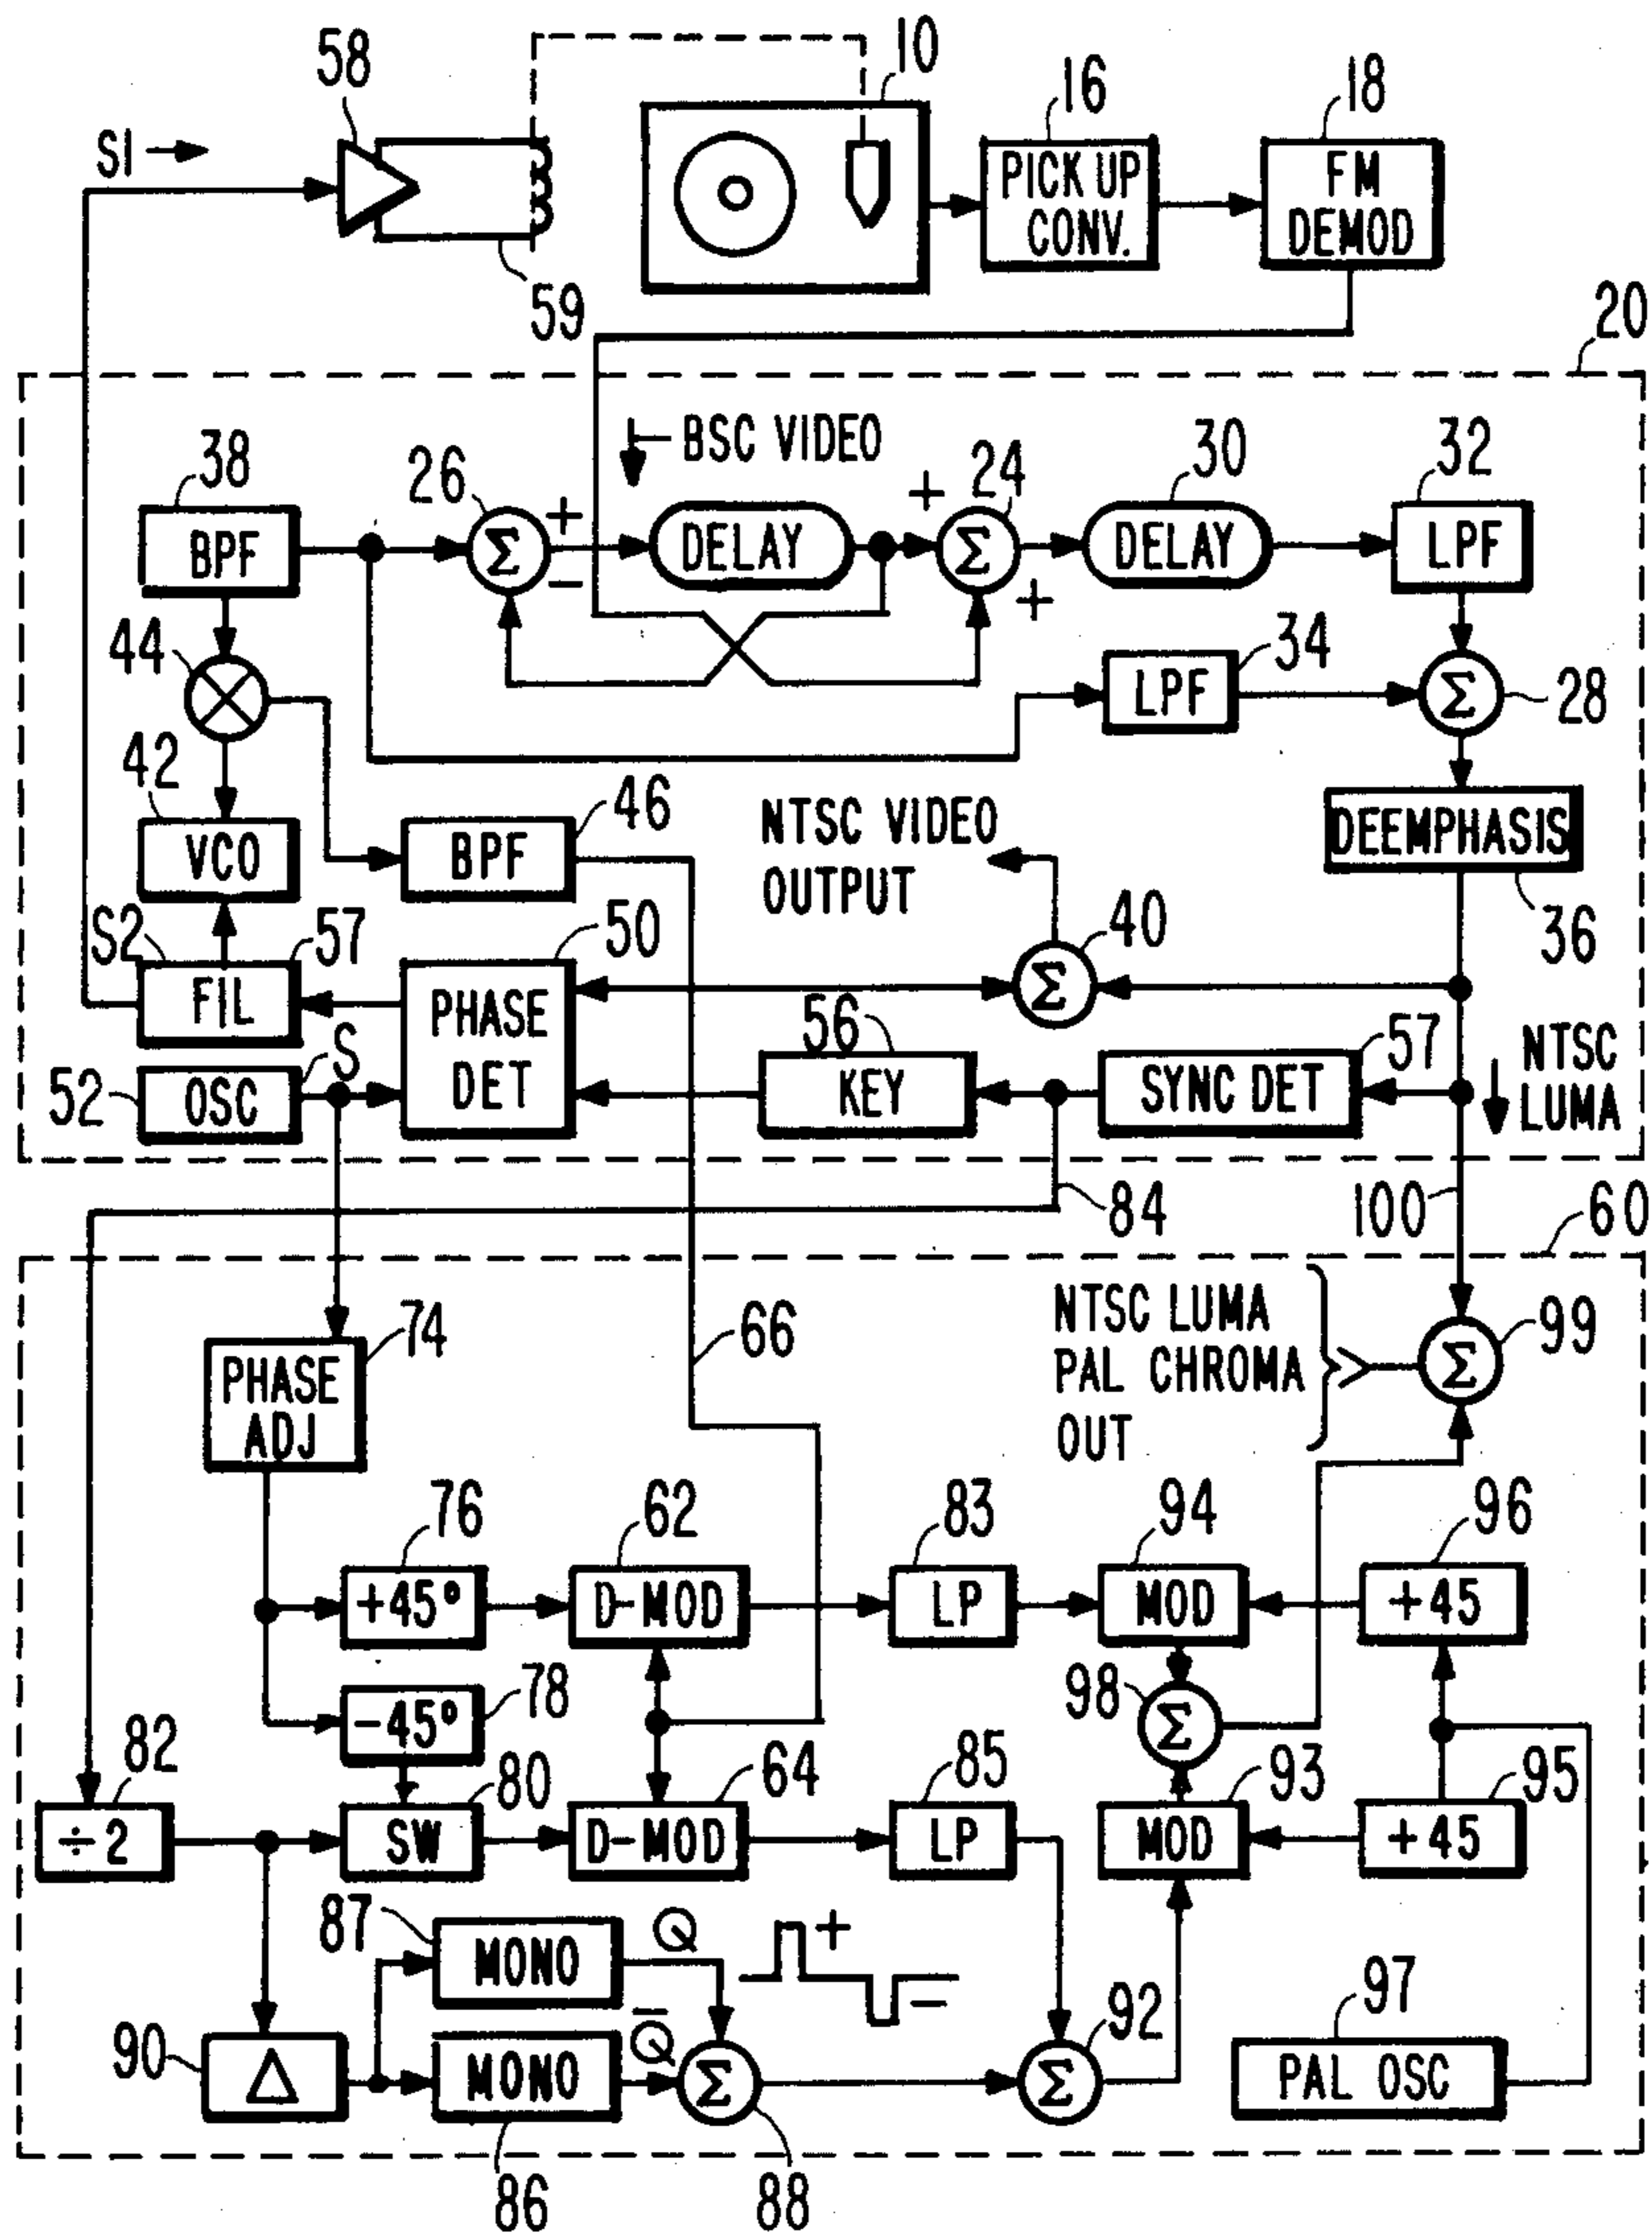 58
10
16
18
S1
PICK UP
CONV.
FM
DEMOD
59
20
BSC VIDEO
38
26
24
30
32
BPF
Σ
+
−
DELAY
+
Σ
+
DELAY
LPF
44
34
LPF
Σ
28
42
46
NTSC VIDEO
OUTPUT
VCO
BPF
DEEMPHASIS
36
S2
57
50
40
FIL
PHASE
DET
Σ
S
56
57
NTSC
LUMA
52
OSC
KEY
SYNC DET
84
100
60
74
66
NTSC LUMA
PAL CHROMA
OUT
99
Σ
PHASE
ADJ
76
62
83
94
96
+45°
D-MOD
LP
MOD
+45
78
98
−45°
Σ
82
80
64
85
93
95
÷2
SW
D-MOD
LP
MOD
+45
87
MONO
Q
+
−
97
90
Δ
MONO
Q̅
Σ
92
Σ
PAL OSC
86
88